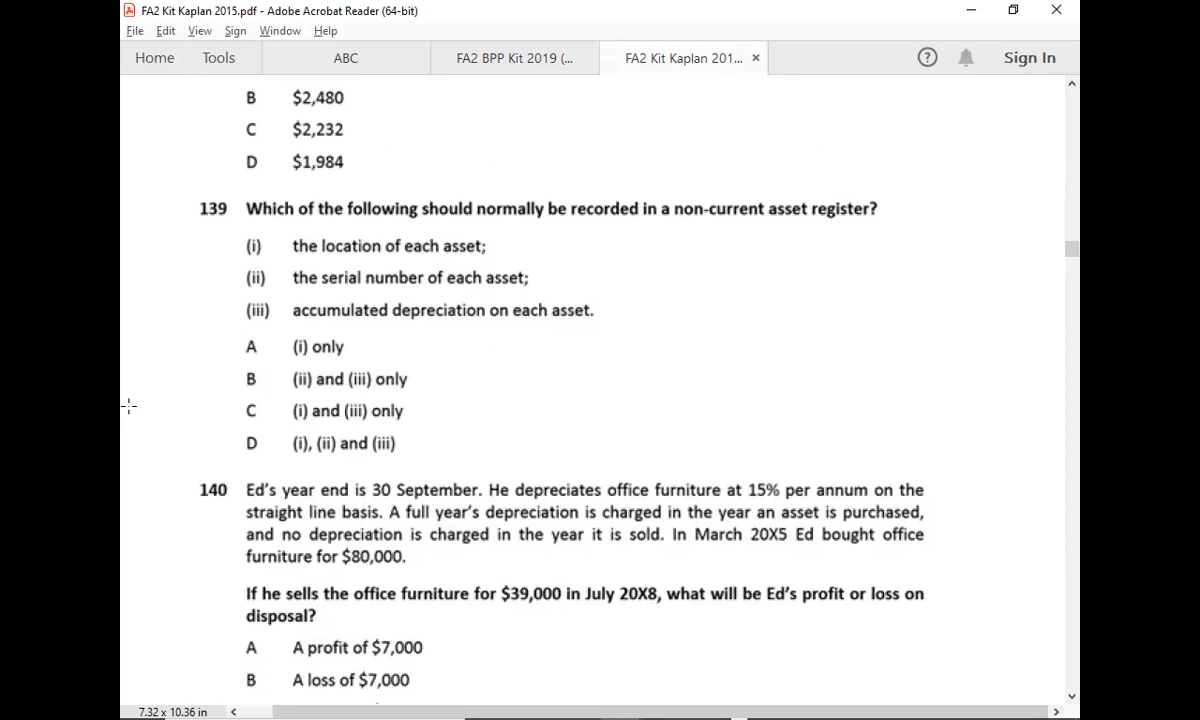 FA2 Kit Kaplan 2015.pdf - Adobe Acrobat Reader (64-bit)
File Edit View Sign Window Help
Home Tools ABC FA2 BPP Kit 2019 (... FA2 Kit Kaplan 201... × Sign In
B $2,480
C $2,232
D $1,984
139 Which of the following should normally be recorded in a non-current asset register?
(i) the location of each asset;
(ii) the serial number of each asset;
(iii) accumulated depreciation on each asset.
A (i) only
B (ii) and (iii) only
C (i) and (iii) only
D (i), (ii) and (iii)
140 Ed's year end is 30 September. He depreciates office furniture at 15% per annum on the
straight line basis. A full year's depreciation is charged in the year an asset is purchased,
and no depreciation is charged in the year it is sold. In March 20X5 Ed bought office
furniture for $80,000.
If he sells the office furniture for $39,000 in July 20X8, what will be Ed's profit or loss on
disposal?
A A profit of $7,000
B A loss of $7,000
7.32 x 10.36 in